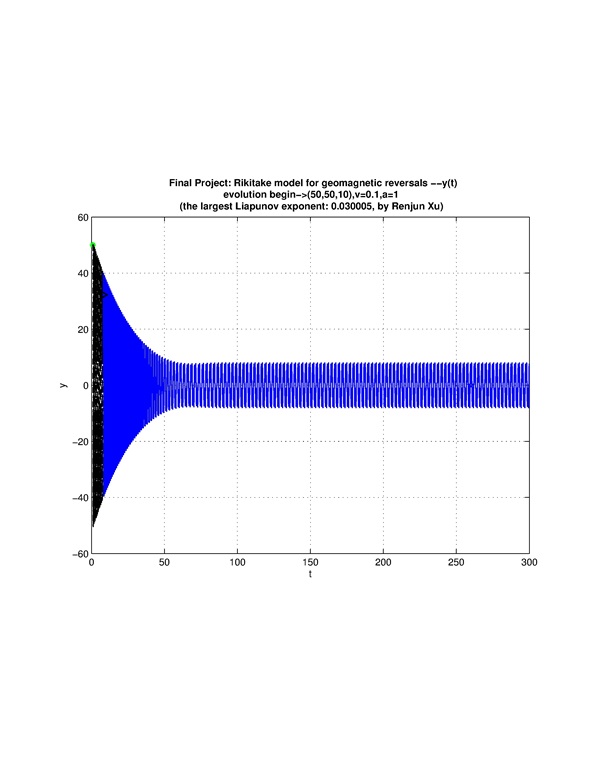 Final Project: Rikitake model for geomagnetic reversals −−y(t)
evolution begin−>(50,50,10),v=0.1,a=1
(the largest Liapunov exponent: 0.030005, by Renjun Xu)
60
40
20
0
−20
−40
−60
y
0 50 100 150 200 250 300
t